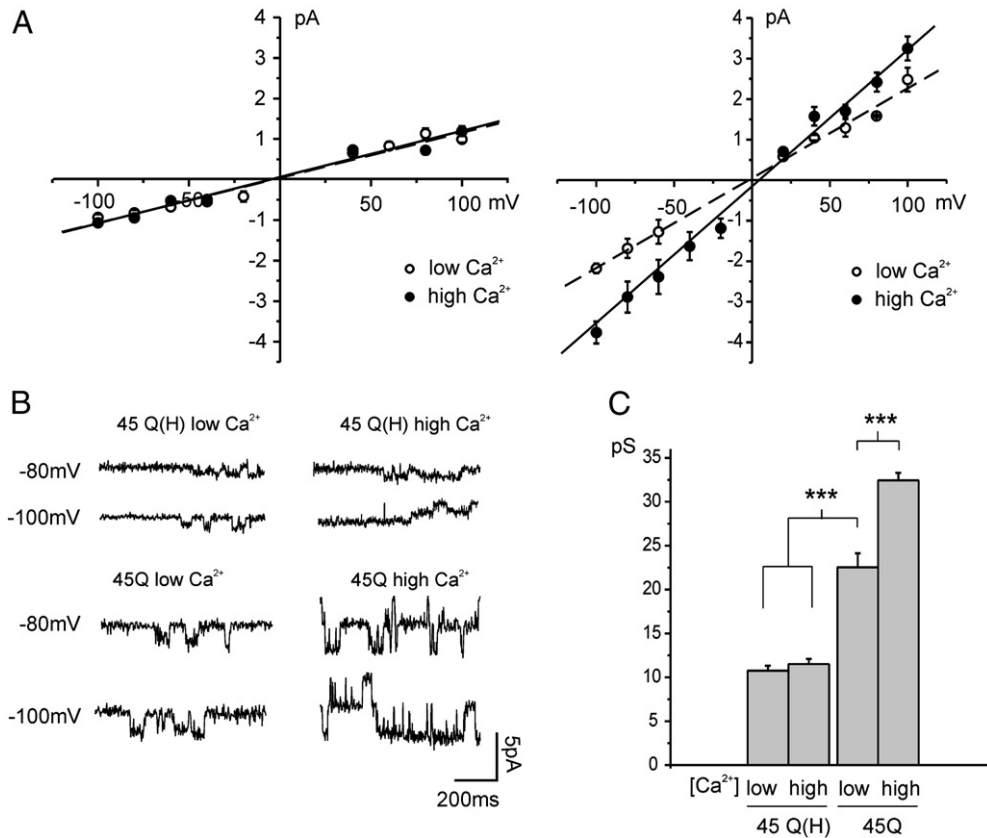 A
pA
4
3
2
1
-100
-50
50
100
mV
-1
-2
-3
-4
low Ca²⁺
high Ca²⁺
pA
4
3
2
1
-100
-50
50
100
mV
-1
-2
-3
-4
low Ca²⁺
high Ca²⁺
B
45 Q(H) low Ca²⁺
45 Q(H) high Ca²⁺
-80mV
-100mV
45Q low Ca²⁺
45Q high Ca²⁺
-80mV
-100mV
5pA
200ms
C
pS
35
30
25
20
15
10
5
0
***
***
[Ca²⁺] low high low high
45 Q(H) 45Q